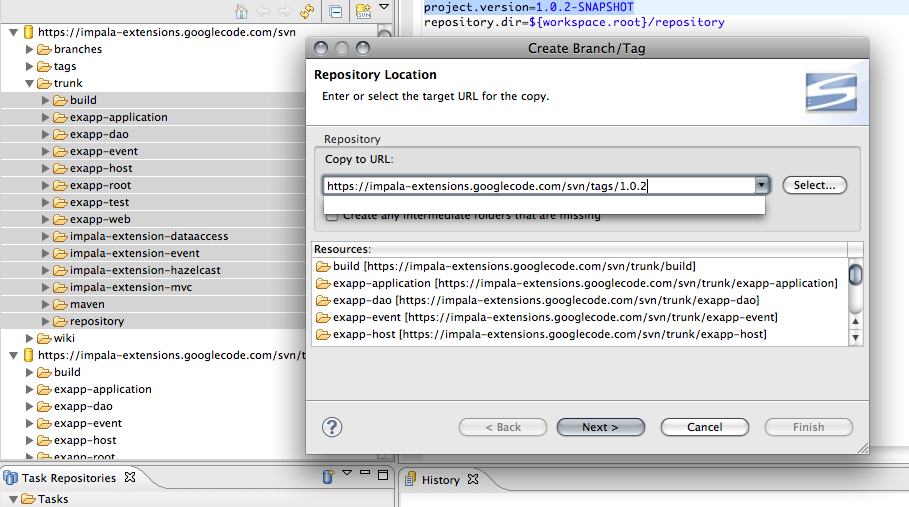 project.version=1.0.2-SNAPSHOT
repository.dir=${workspace.root}/repository
https://impala-extensions.googlecode.com/svn
branches
tags
trunk
build
exapp-application
exapp-dao
exapp-event
exapp-host
exapp-root
exapp-test
exapp-web
impala-extension-dataaccess
impala-extension-event
impala-extension-hazelcast
impala-extension-mvc
maven
repository
wiki
https://impala-extensions.googlecode.com/svn/t
build
exapp-application
exapp-dao
exapp-event
exapp-host
exapp-root
Task Repositories
Tasks
Create Branch/Tag
Repository Location
Enter or select the target URL for the copy.
Repository
Copy to URL:
https://impala-extensions.googlecode.com/svn/tags/1.0.2
Select...
Create any intermediate folders that are missing
Resources:
build [https://impala-extensions.googlecode.com/svn/trunk/build]
exapp-application [https://impala-extensions.googlecode.com/svn/trunk/exapp-application]
exapp-dao [https://impala-extensions.googlecode.com/svn/trunk/exapp-dao]
exapp-event [https://impala-extensions.googlecode.com/svn/trunk/exapp-event]
exapp-host [https://impala-extensions.googlecode.com/svn/trunk/exapp-host]
? < Back Next > Cancel Finish
History